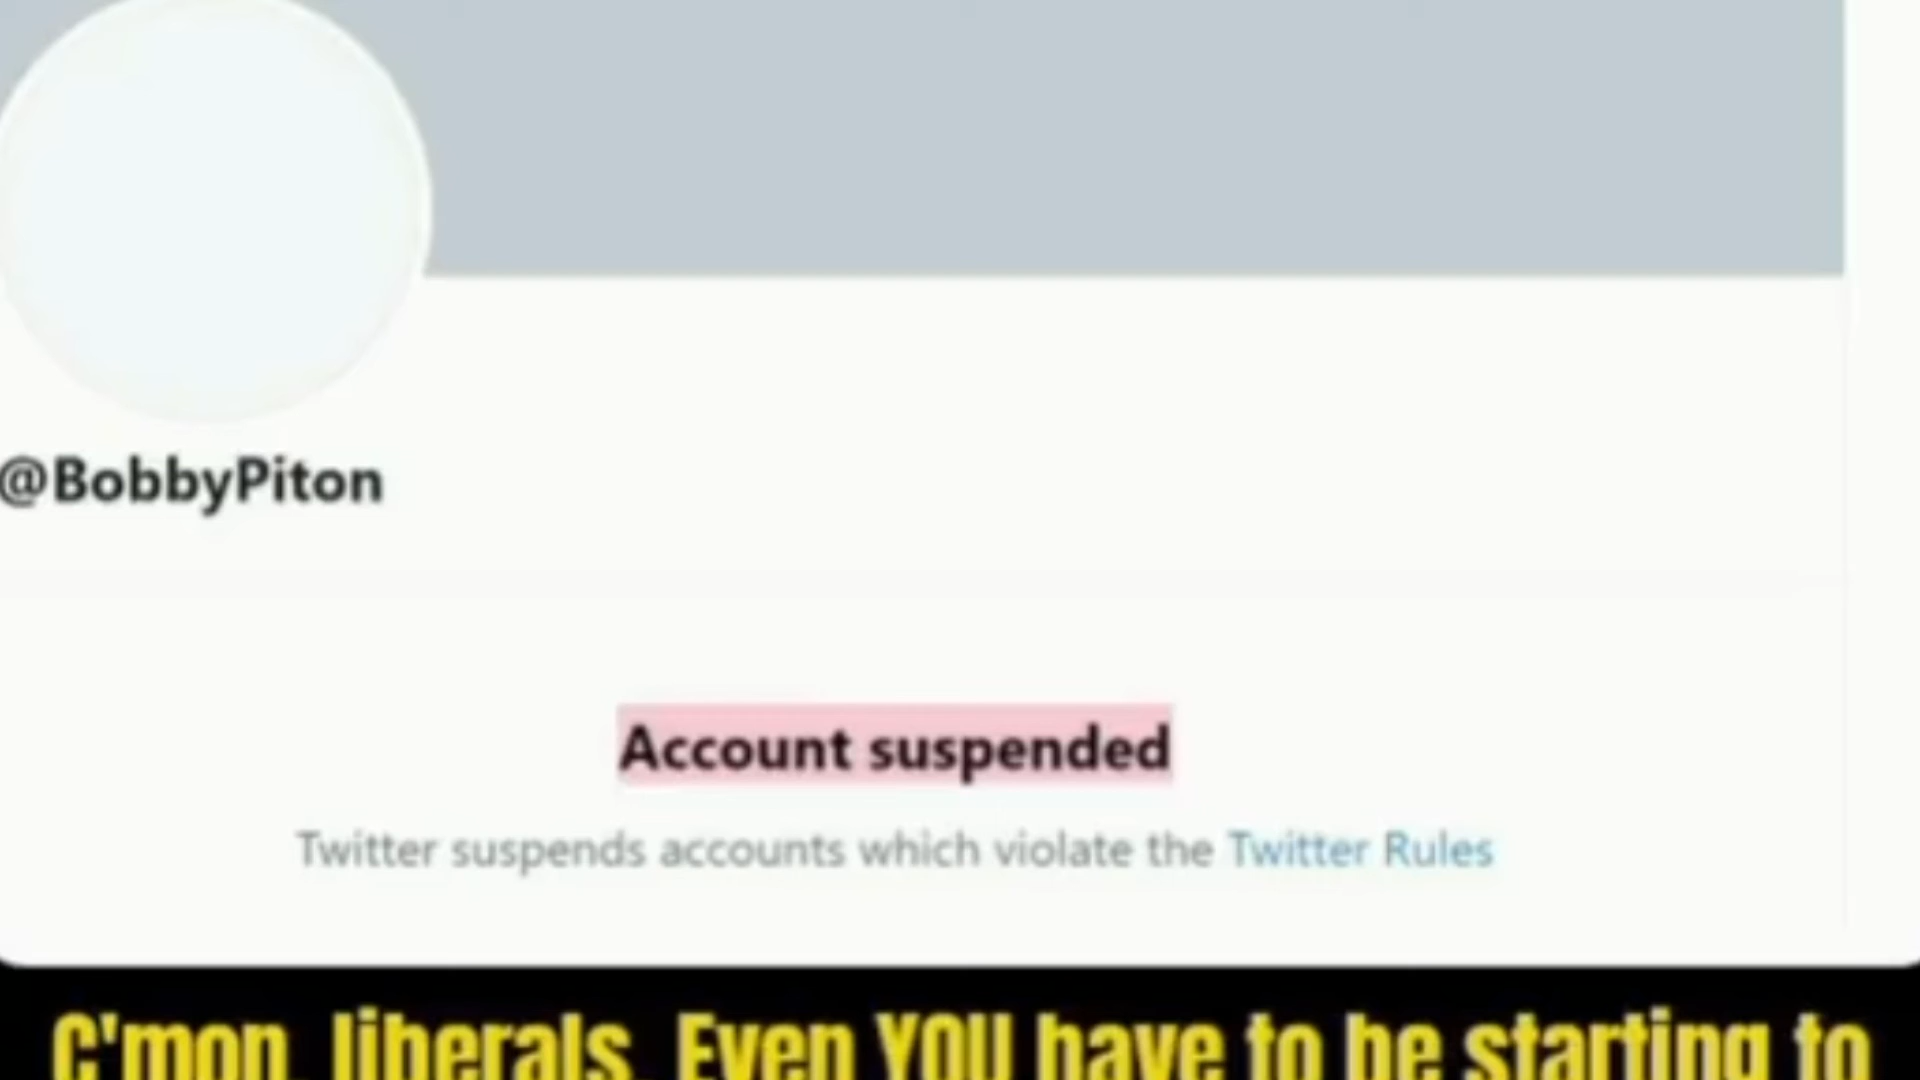 @BobbyPiton
Account suspended
Twitter suspends accounts which violate the Twitter Rules
C'mon, liberals. Even YOU have to be starting to